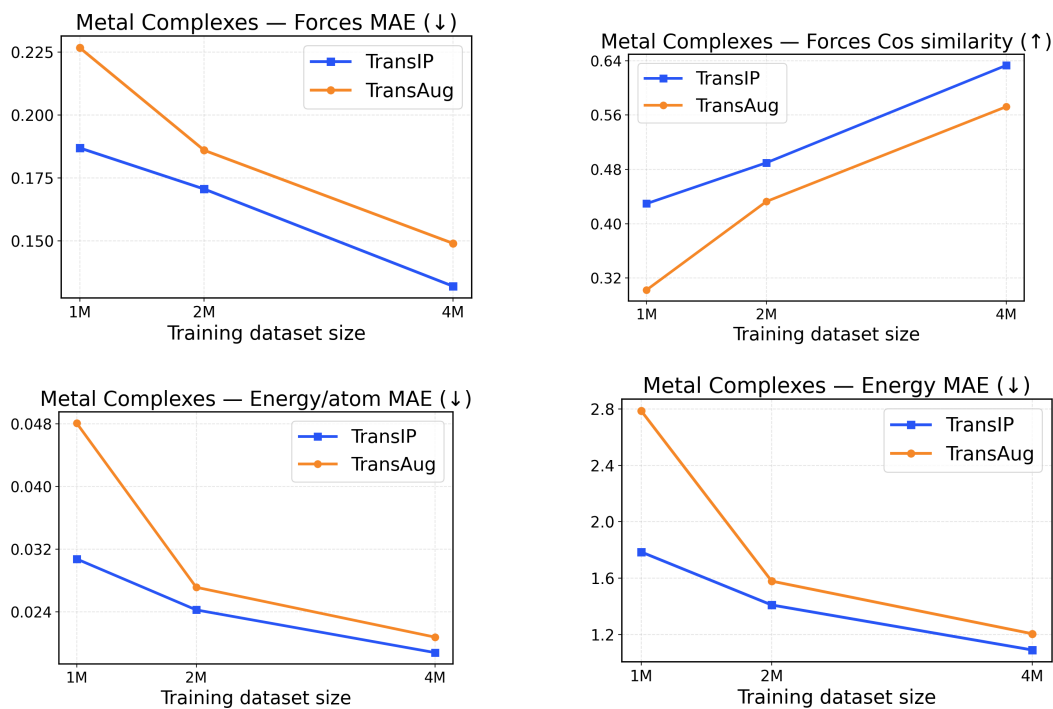 Metal Complexes — Forces MAE (↓)
0.225
0.200
0.175
0.150
TransIP
TransAug
1M
2M
4M
Training dataset size
Metal Complexes — Forces Cos similarity (↑)
0.64
0.56
0.48
0.40
0.32
TransIP
TransAug
1M
2M
4M
Training dataset size
Metal Complexes — Energy/atom MAE (↓)
0.048
0.040
0.032
0.024
TransIP
TransAug
1M
2M
4M
Training dataset size
Metal Complexes — Energy MAE (↓)
2.8
2.4
2.0
1.6
1.2
TransIP
TransAug
1M
2M
4M
Training dataset size